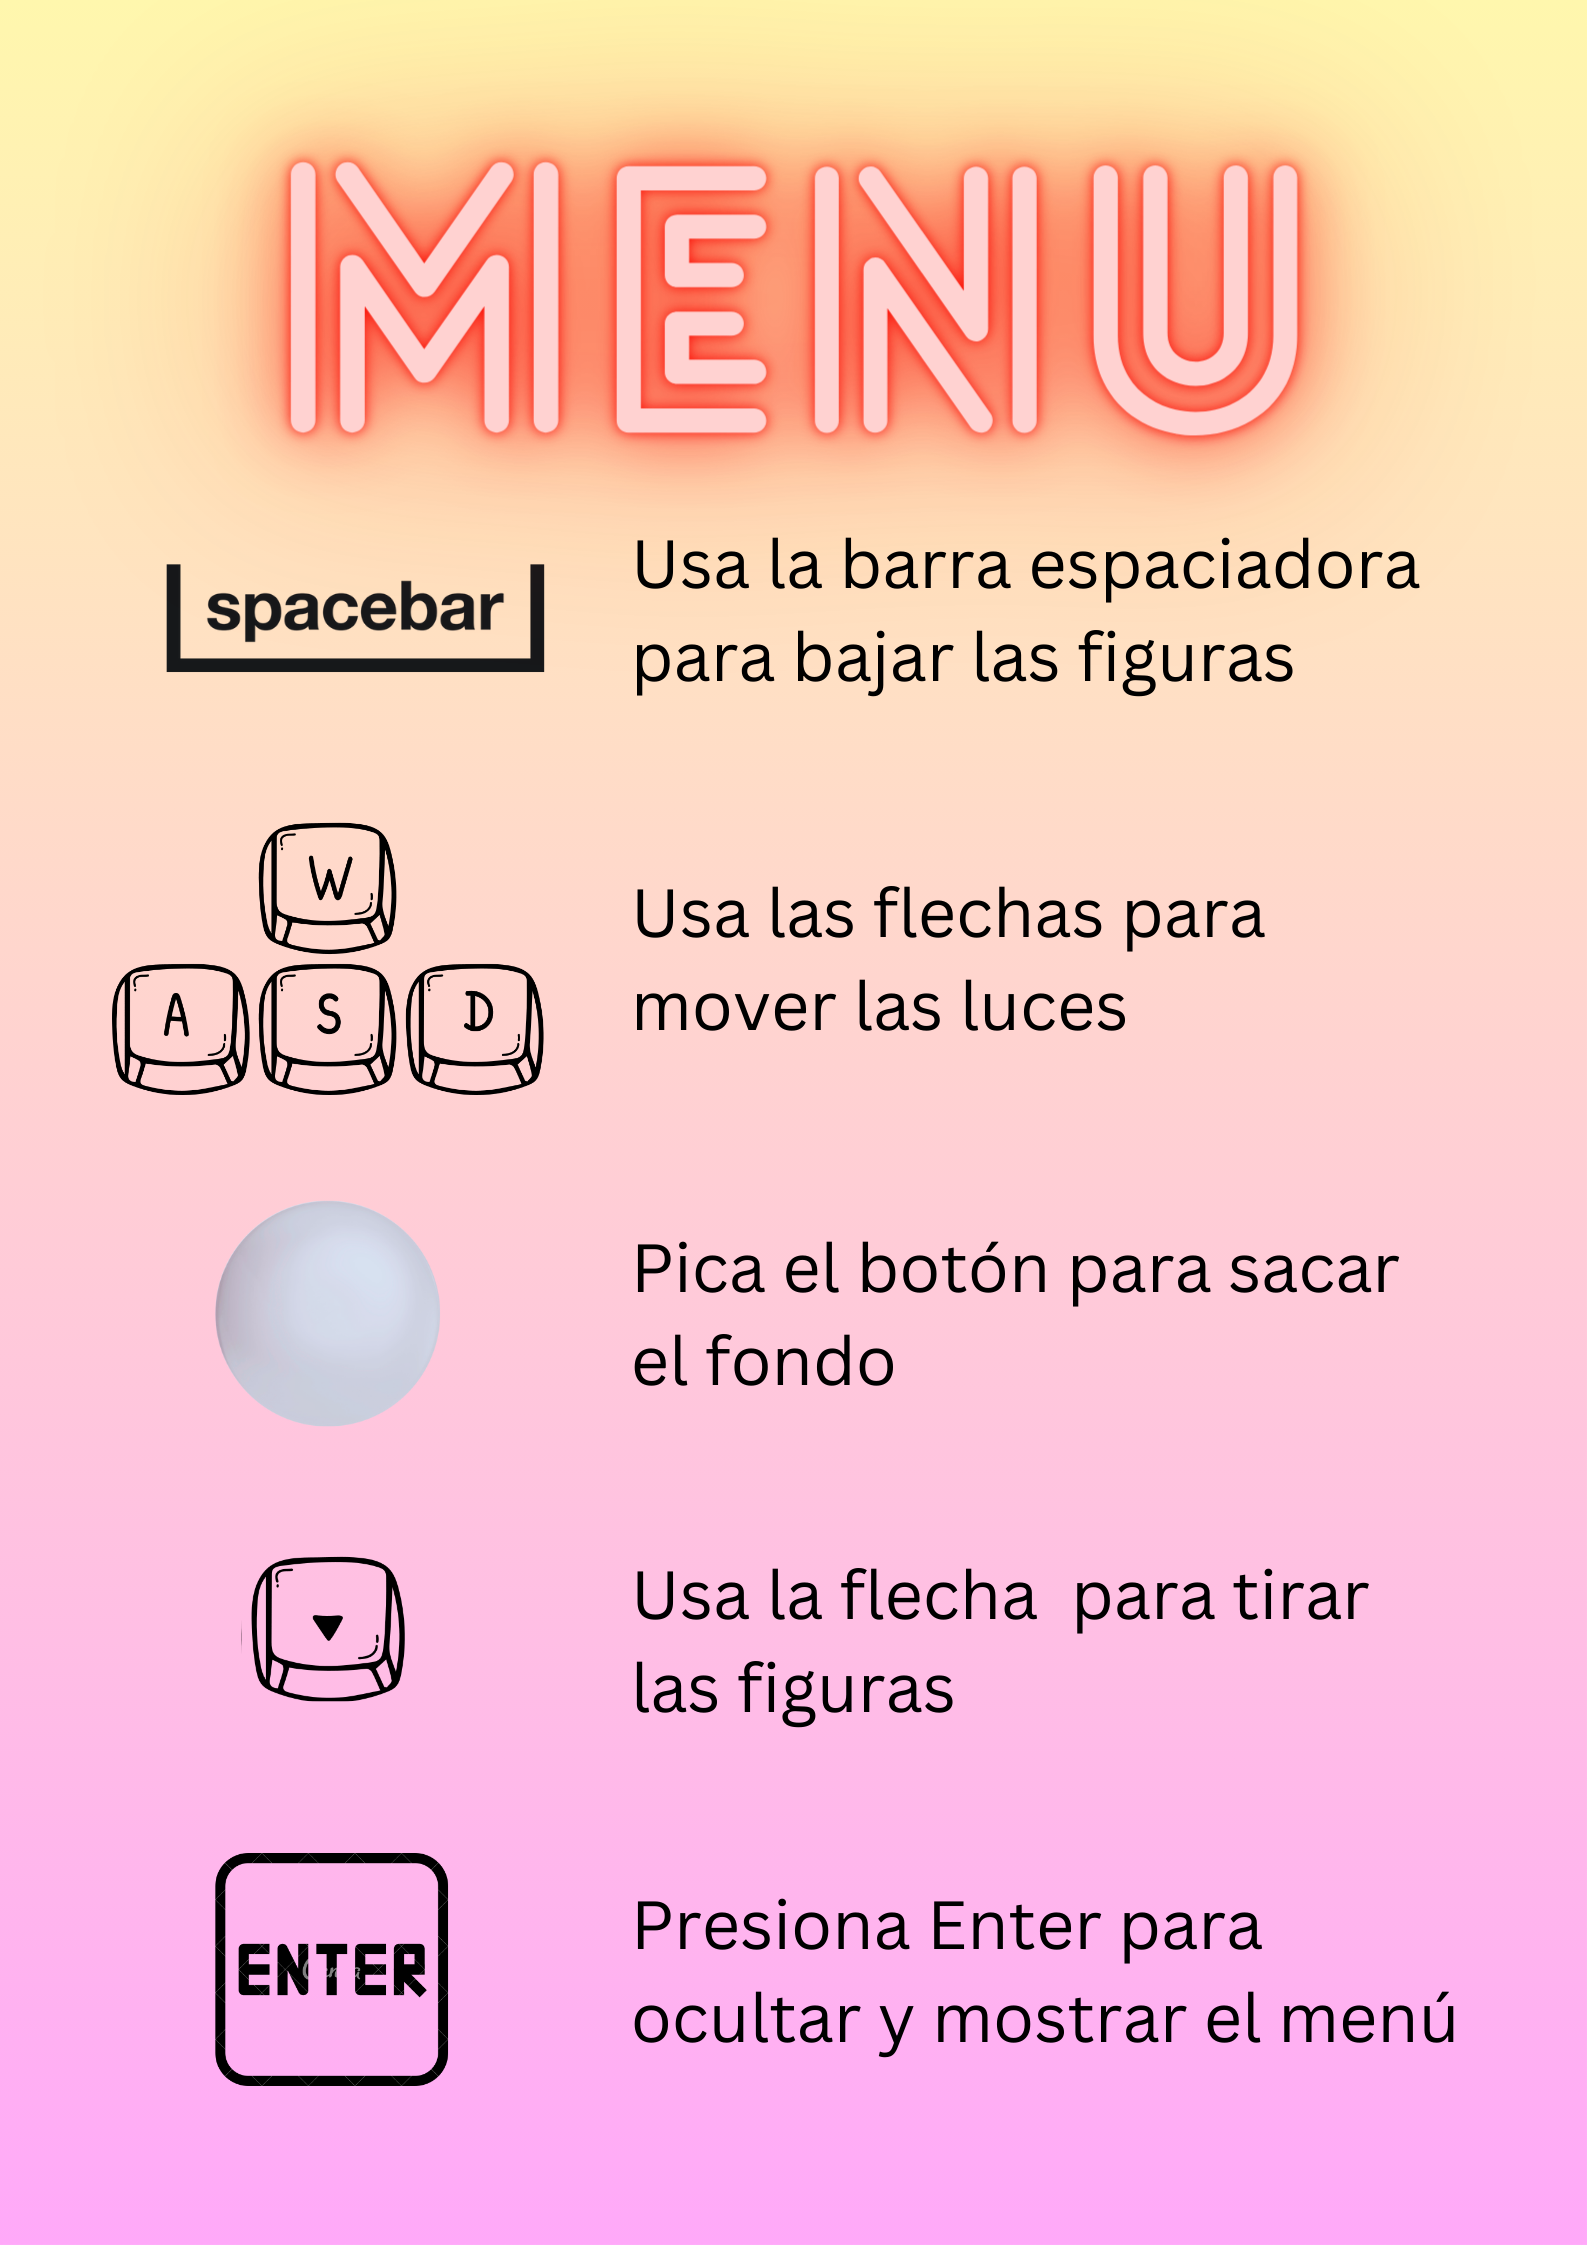 MENU
spacebar
Usa la barra espaciadora
para bajar las figuras
W
A S D
Usa las flechas para
mover las luces
Pica el botón para sacar
el fondo
Usa la flecha  para tirar
las figuras
ENTER
Canva
Presiona Enter para
ocultar y mostrar el menú